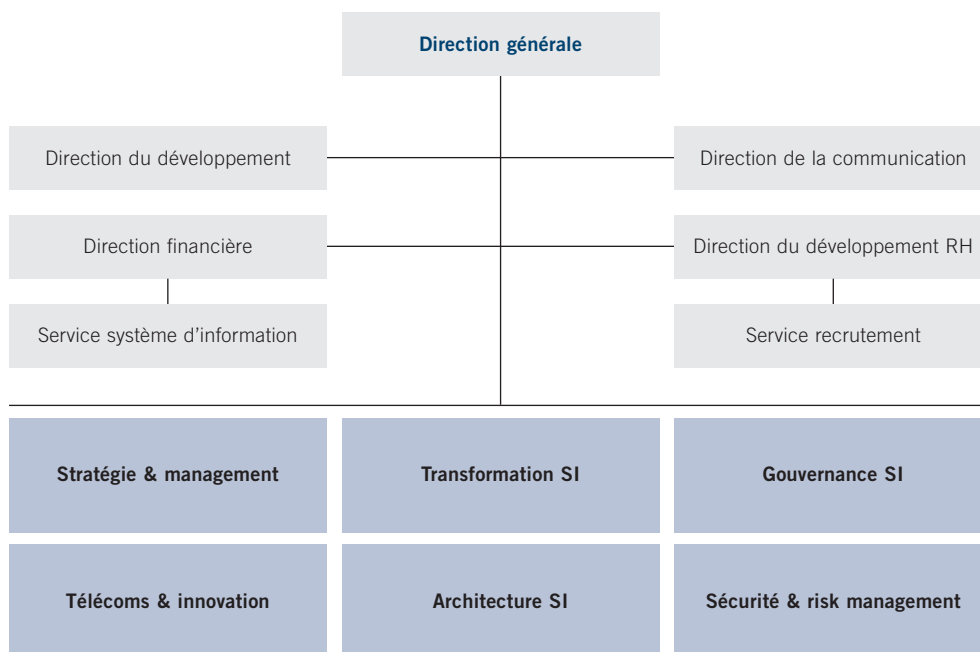 Direction générale
Direction du développement
Direction de la communication
Direction financière
Direction du développement RH
Service système d'information
Service recrutement
Stratégie & management
Transformation SI
Gouvernance SI
Télécoms & innovation
Architecture SI
Sécurité & risk management